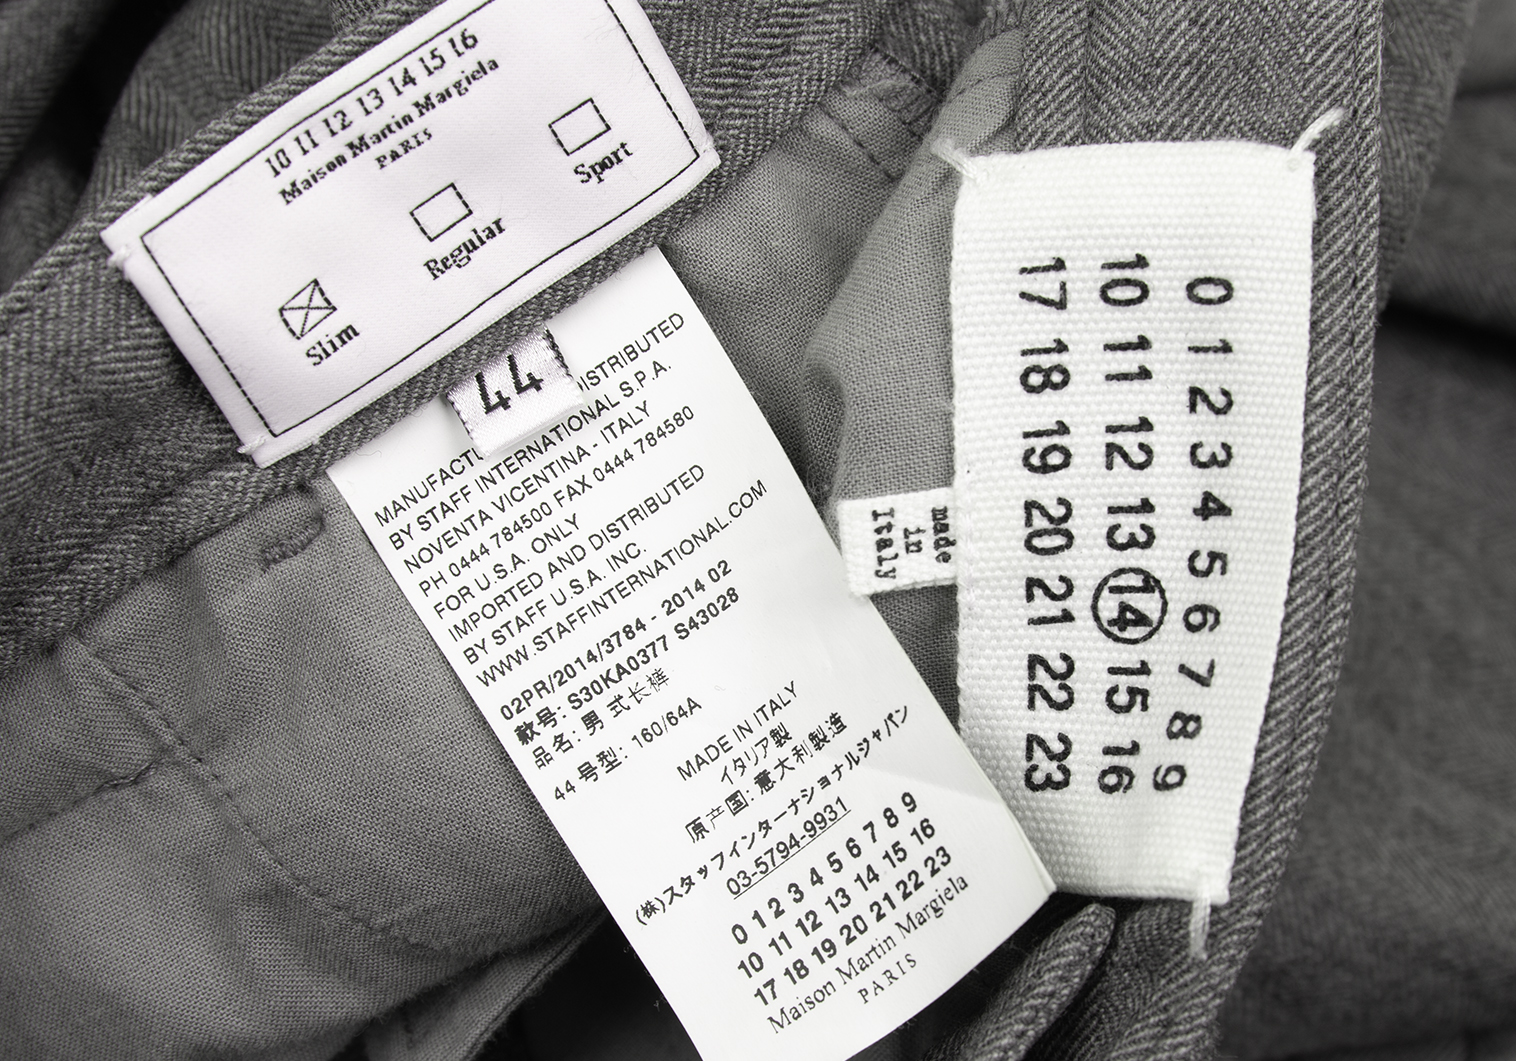 10 11 12 13 14 15 16
Maison Martin Margiela
PARIS
Slim
Regular
Sport
44
ISTRIBUTED
BY STAFF INTERNATIONAL S.P.A.
NOVENTA VICENTINA - ITALY
PH 0444 784500 FAX 0444 784580
FOR U.S.A. ONLY
IMPORTED AND DISTRIBUTED
BY STAFF U.S.A. INC.
WWW.STAFFINTERNATIONAL.COM
02PR/2014/3784 - 2014 02
款号: S30KA0377 S43028
品名: 男 式长裤
44 号型: 160/64A
MADE IN ITALY
イタリア製
原产国: 意大利製造
(株)スタッフインターナショナルジャパン
03-5794-9931
0 1 2 3 4 5 6 7 8 9
10 11 12 13 14 15 16
17 18 19 20 21 22 23
Maison Martin Margiela
PARIS
made
in
Italy
0 1 2 3 4 5 6 7 8 9
10 11 12 13 14 15 16
17 18 19 20 21 22 23